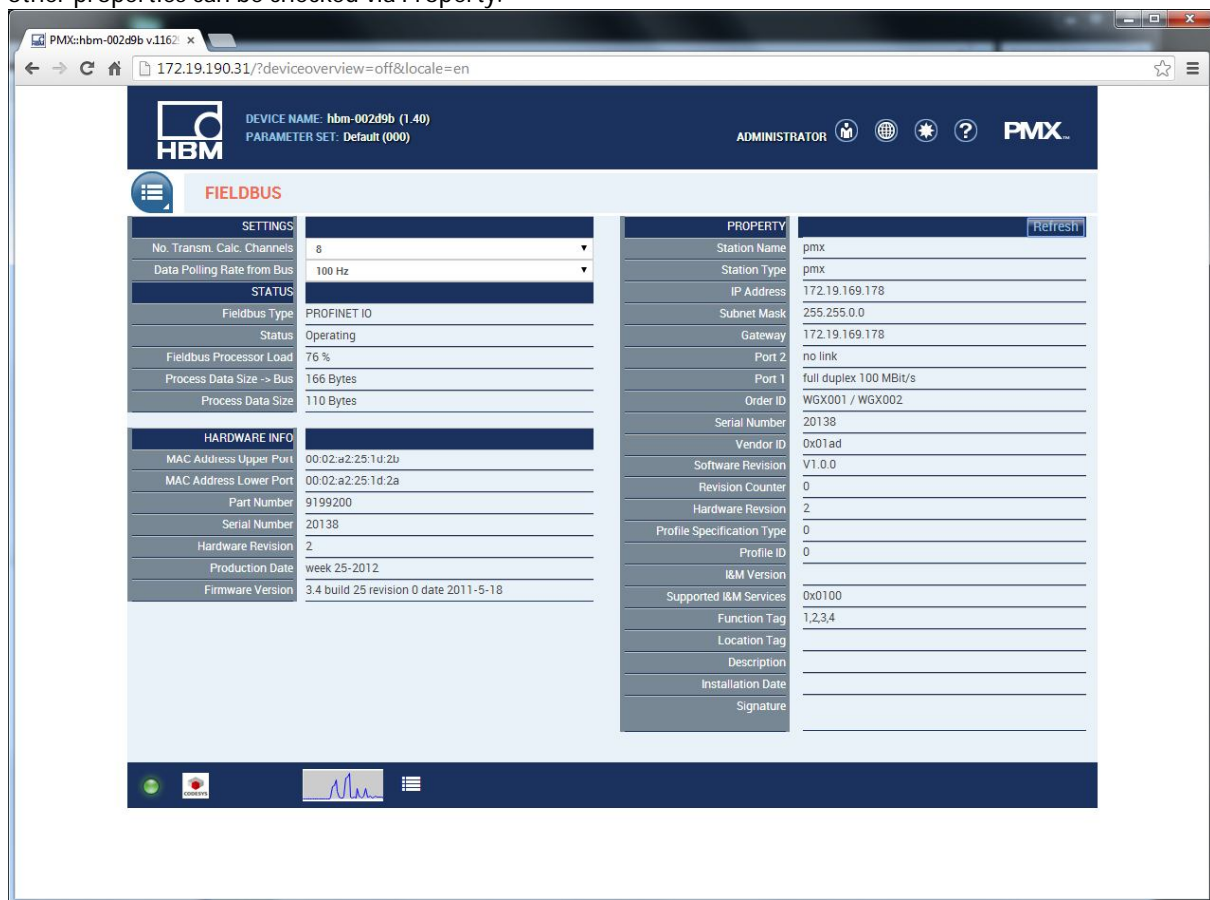 other properties can be checked via Property.
PMX::hbm-002d9b v.1162
172.19.190.31/?deviceoverview=off&locale=en
HBM
DEVICE NAME: hbm-002d9b (1.40)
PARAMETER SET: Default (000)
ADMINISTRATOR
?
PMX
FIELDBUS
SETTINGS
No. Transm. Calc. Channels 8
Data Polling Rate from Bus 100 Hz
STATUS
Fieldbus Type PROFINET IO
Status Operating
Fieldbus Processor Load 76 %
Process Data Size -> Bus 166 Bytes
Process Data Size 110 Bytes
HARDWARE INFO
MAC Address Upper Port 00:02:a2:25:1d:2b
MAC Address Lower Port 00:02:a2:25:1d:2a
Part Number 9199200
Serial Number 20138
Hardware Revision 2
Production Date week 25-2012
Firmware Version 3.4 build 25 revision 0 date 2011-5-18
PROPERTY Refresh
Station Name pmx
Station Type pmx
IP Address 172.19.169.178
Subnet Mask 255.255.0.0
Gateway 172.19.169.178
Port 2 no link
Port 1 full duplex 100 MBit/s
Order ID WGX001 / WGX002
Serial Number 20138
Vendor ID 0x01ad
Software Revision V1.0.0
Revision Counter 0
Hardware Revsion 2
Profile Specification Type 0
Profile ID 0
I&M Version
Supported I&M Services 0x0100
Function Tag 1,2,3,4
Location Tag
Description
Installation Date
Signature
CODESYS